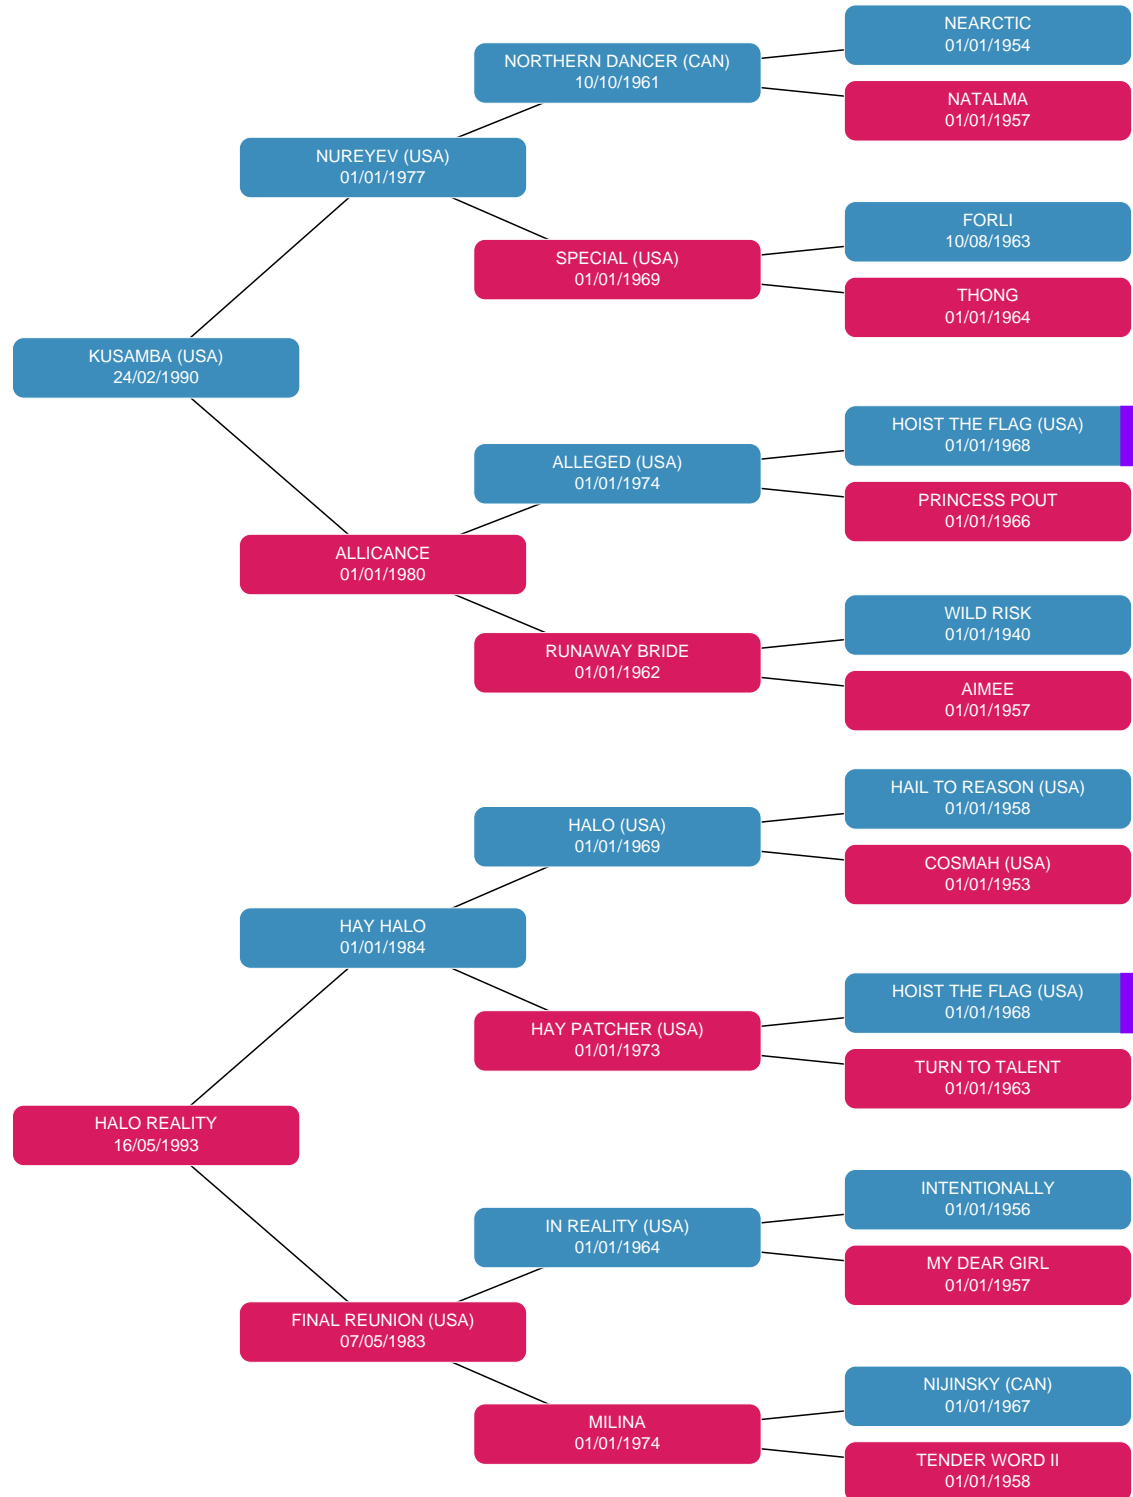 NEARCTIC
01/01/1954
NORTHERN DANCER (CAN)
10/10/1961
NATALMA
01/01/1957
NUREYEV (USA)
01/01/1977
FORLI
10/08/1963
SPECIAL (USA)
01/01/1969
THONG
01/01/1964
KUSAMBA (USA)
24/02/1990
HOIST THE FLAG (USA)
01/01/1968
ALLEGED (USA)
01/01/1974
PRINCESS POUT
01/01/1966
ALLICANCE
01/01/1980
WILD RISK
01/01/1940
RUNAWAY BRIDE
01/01/1962
AIMEE
01/01/1957
HAIL TO REASON (USA)
01/01/1958
HALO (USA)
01/01/1969
COSMAH (USA)
01/01/1953
HAY HALO
01/01/1984
HOIST THE FLAG (USA)
01/01/1968
HAY PATCHER (USA)
01/01/1973
TURN TO TALENT
01/01/1963
HALO REALITY
16/05/1993
INTENTIONALLY
01/01/1956
IN REALITY (USA)
01/01/1964
MY DEAR GIRL
01/01/1957
FINAL REUNION (USA)
07/05/1983
NIJINSKY (CAN)
01/01/1967
MILINA
01/01/1974
TENDER WORD II
01/01/1958